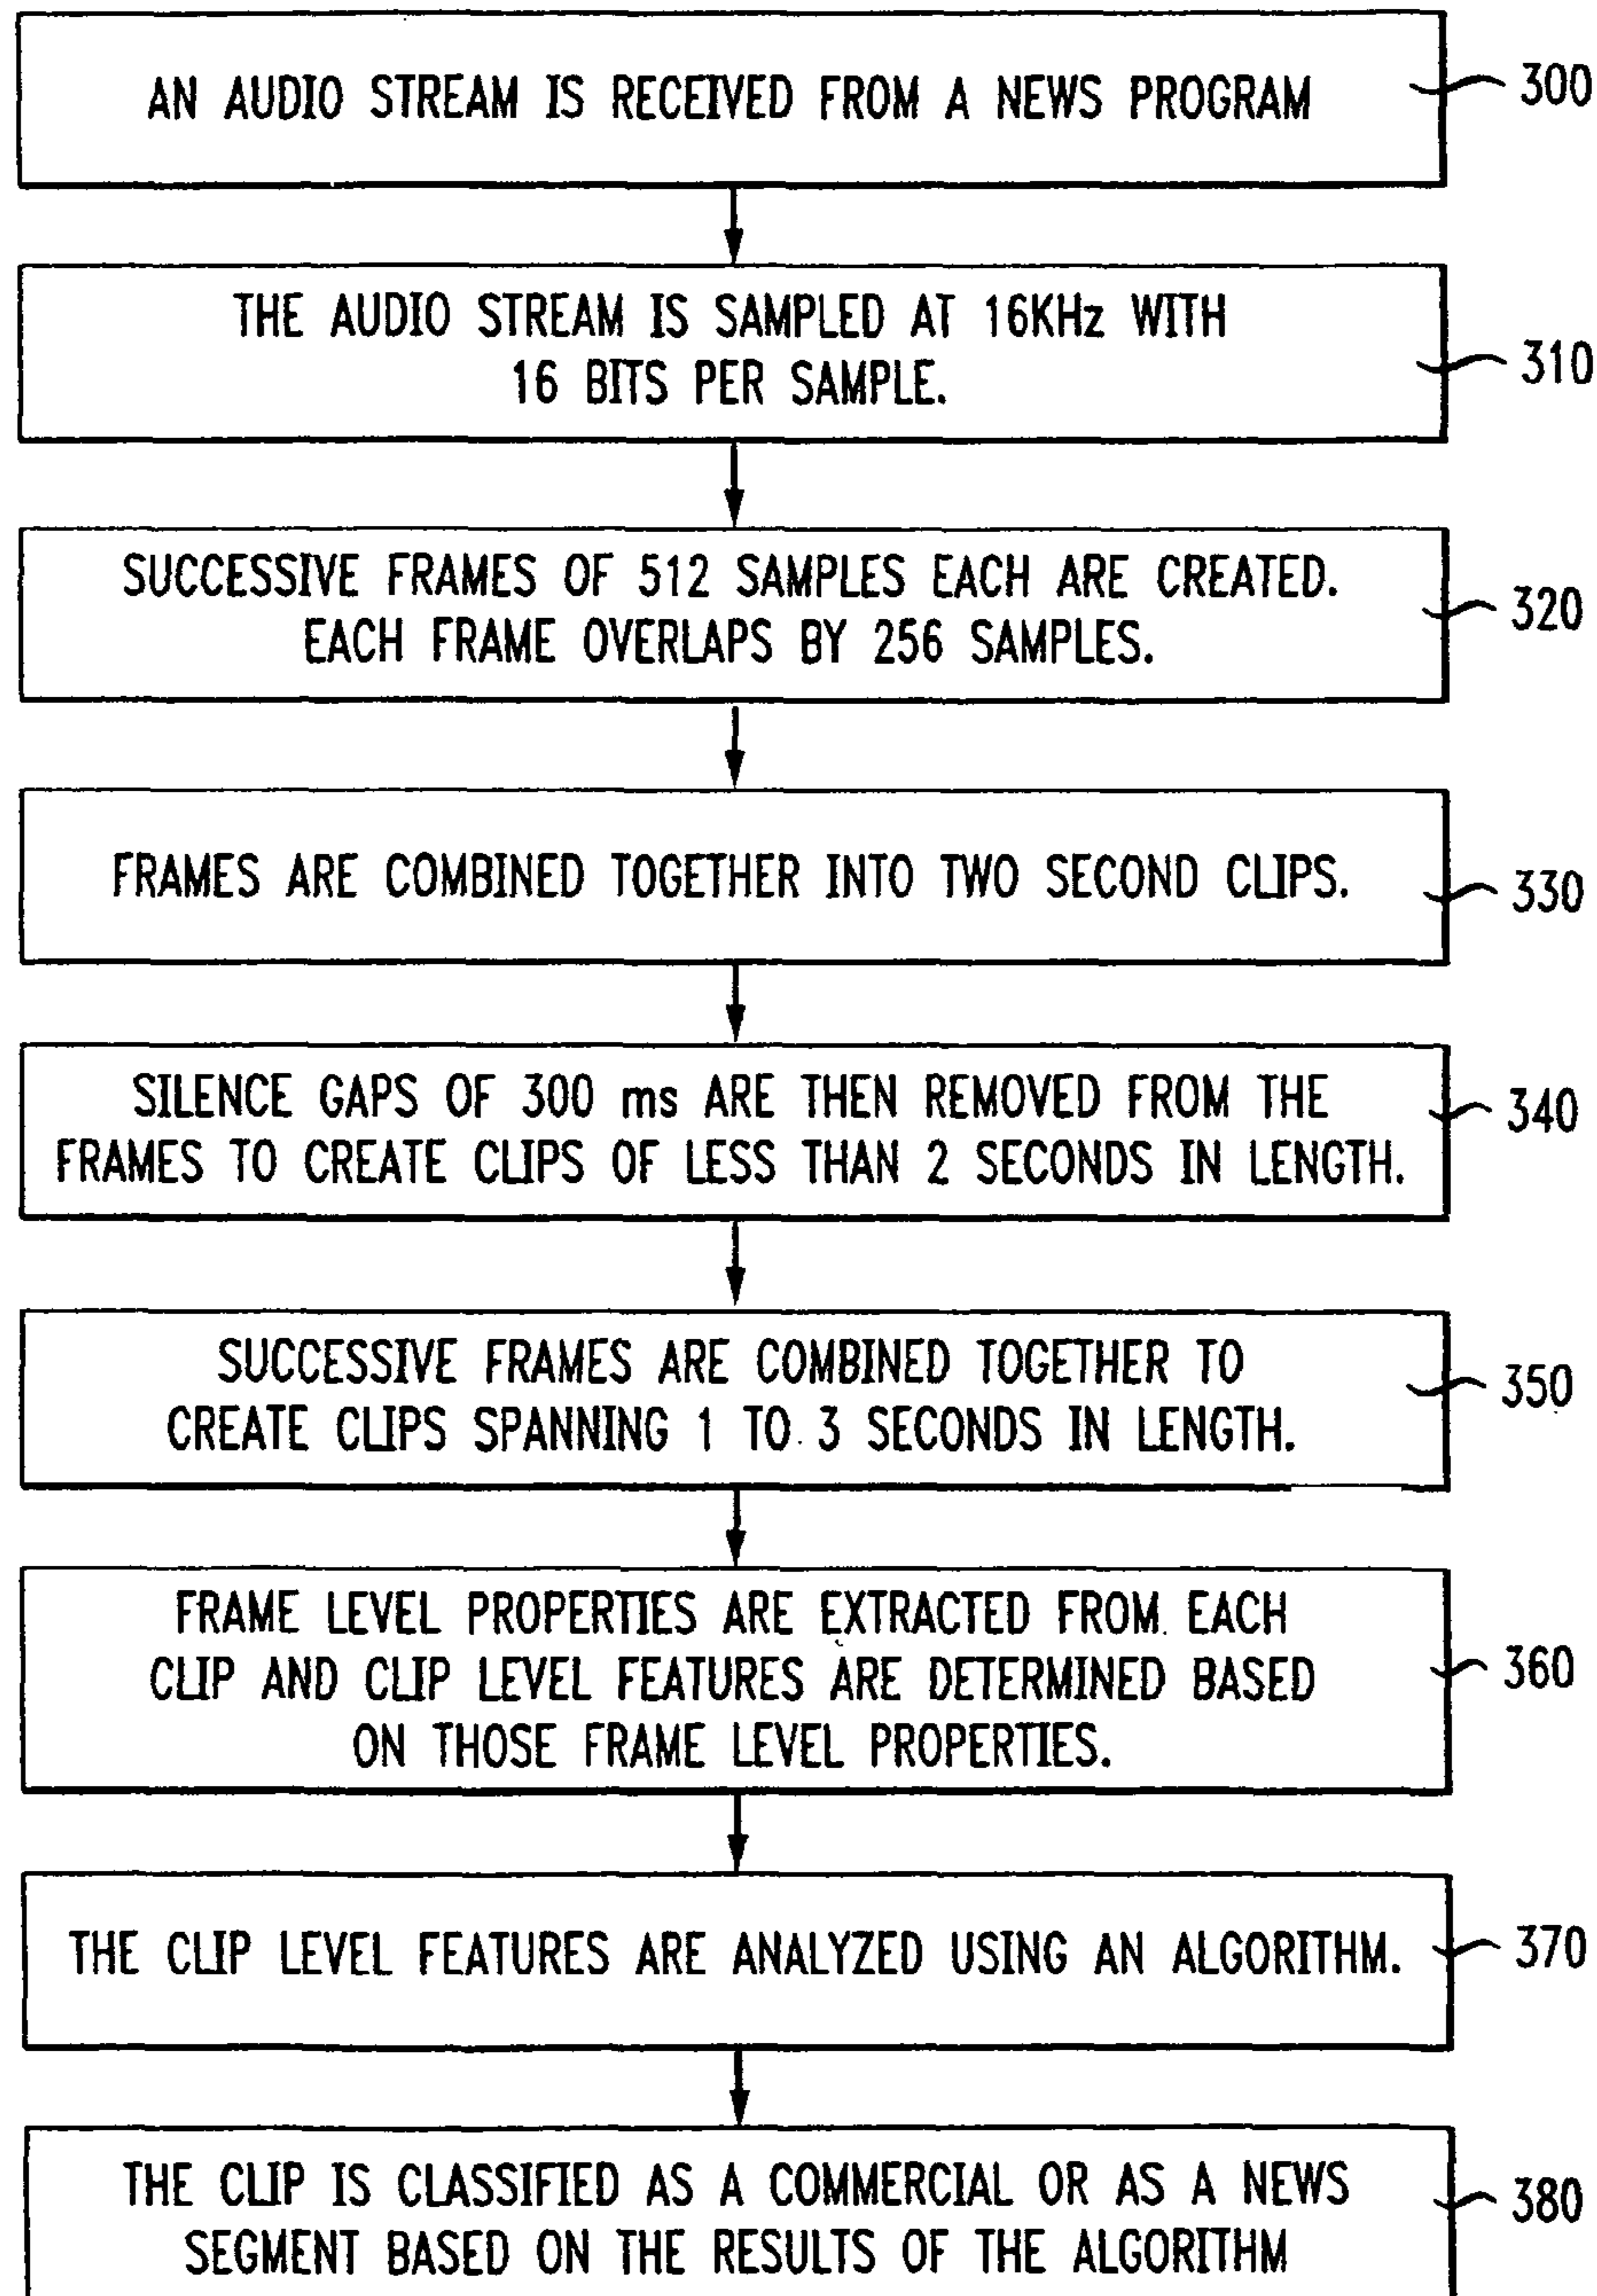 AN AUDIO STREAM IS RECEIVED FROM A NEWS PROGRAM
300
THE AUDIO STREAM IS SAMPLED AT 16KHz WITH
16 BITS PER SAMPLE.
310
SUCCESSIVE FRAMES OF 512 SAMPLES EACH ARE CREATED.
EACH FRAME OVERLAPS BY 256 SAMPLES.
320
FRAMES ARE COMBINED TOGETHER INTO TWO SECOND CLIPS.
330
SILENCE GAPS OF 300 ms ARE THEN REMOVED FROM THE
FRAMES TO CREATE CLIPS OF LESS THAN 2 SECONDS IN LENGTH.
340
SUCCESSIVE FRAMES ARE COMBINED TOGETHER TO
CREATE CLIPS SPANNING 1 TO 3 SECONDS IN LENGTH.
350
FRAME LEVEL PROPERTIES ARE EXTRACTED FROM EACH
CLIP AND CLIP LEVEL FEATURES ARE DETERMINED BASED
ON THOSE FRAME LEVEL PROPERTIES.
360
THE CLIP LEVEL FEATURES ARE ANALYZED USING AN ALGORITHM.
370
THE CLIP IS CLASSIFIED AS A COMMERCIAL OR AS A NEWS
SEGMENT BASED ON THE RESULTS OF THE ALGORITHM
380